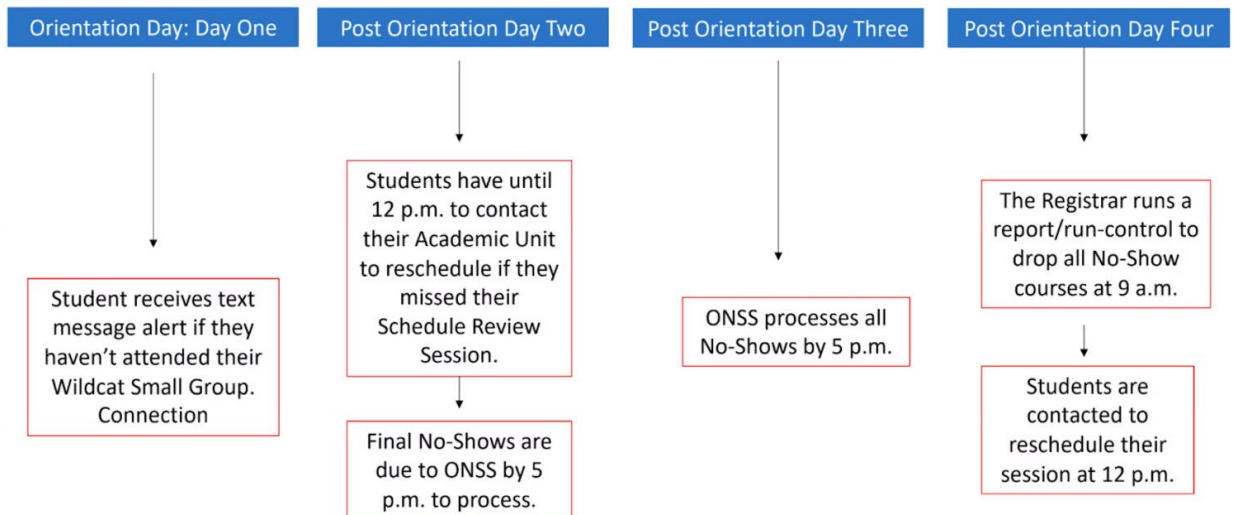 Orientation Day: Day One
Student receives text
message alert if they
haven’t attended their
Wildcat Small Group.
Connection
Post Orientation Day Two
Students have until
12 p.m. to contact
their Academic Unit
to reschedule if they
missed their
Schedule Review
Session.
Final No-Shows are
due to ONSS by 5
p.m. to process.
Post Orientation Day Three
ONSS processes all
No-Shows by 5 p.m.
Post Orientation Day Four
The Registrar runs a
report/run-control to
drop all No-Show
courses at 9 a.m.
Students are
contacted to
reschedule their
session at 12 p.m.